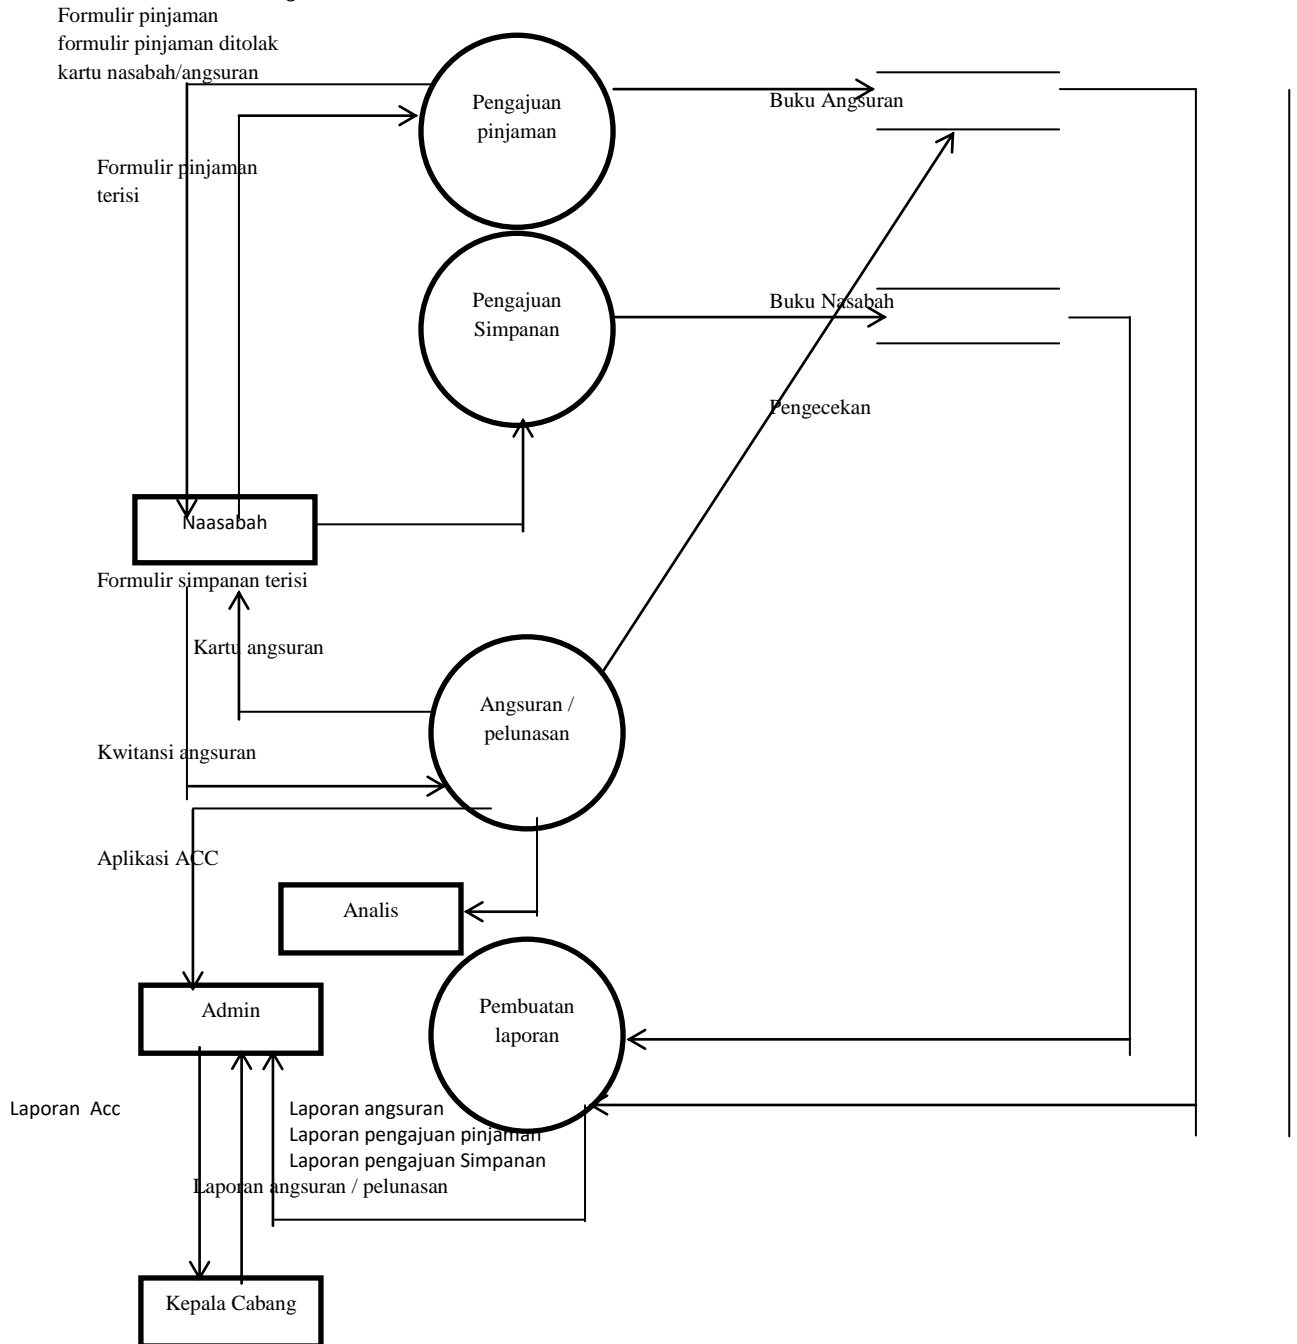 Formulir pinjaman
formulir pinjaman ditolak
kartu nasabah/angsuran
Pengajuan
pinjaman
Buku Angsuran
Formulir pinjaman
terisi
Pengajuan
Simpanan
Buku Nasabah
Pengecekan
Naasabah
Formulir simpanan terisi
Kartu angsuran
Angsuran /
pelunasan
Kwitansi angsuran
Aplikasi ACC
Analis
Admin
Pembuatan
laporan
Laporan  Acc
Laporan angsuran
Laporan pengajuan pinjaman
Laporan pengajuan Simpanan
Laporan angsuran / pelunasan
Kepala Cabang